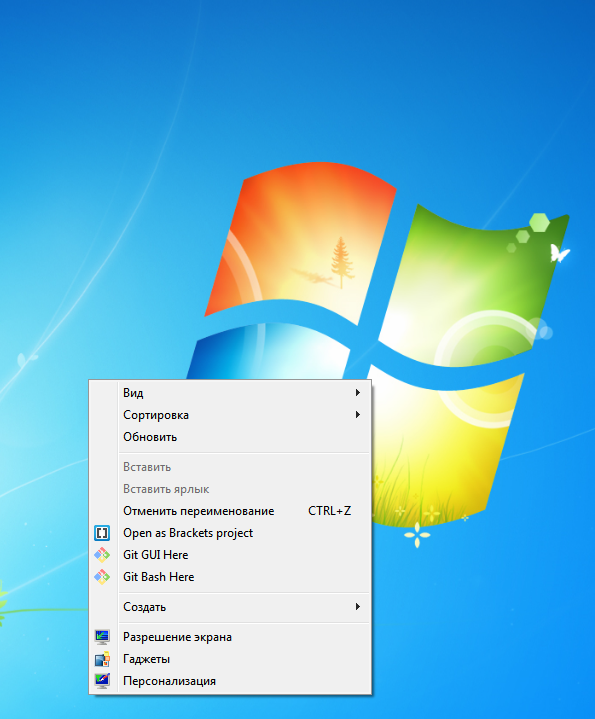 Вид
Сортировка
Обновить
Вставить
Вставить ярлык
Отменить переименование CTRL+Z
Open as Brackets project
Git GUI Here
Git Bash Here
Создать
Разрешение экрана
Гаджеты
Персонализация